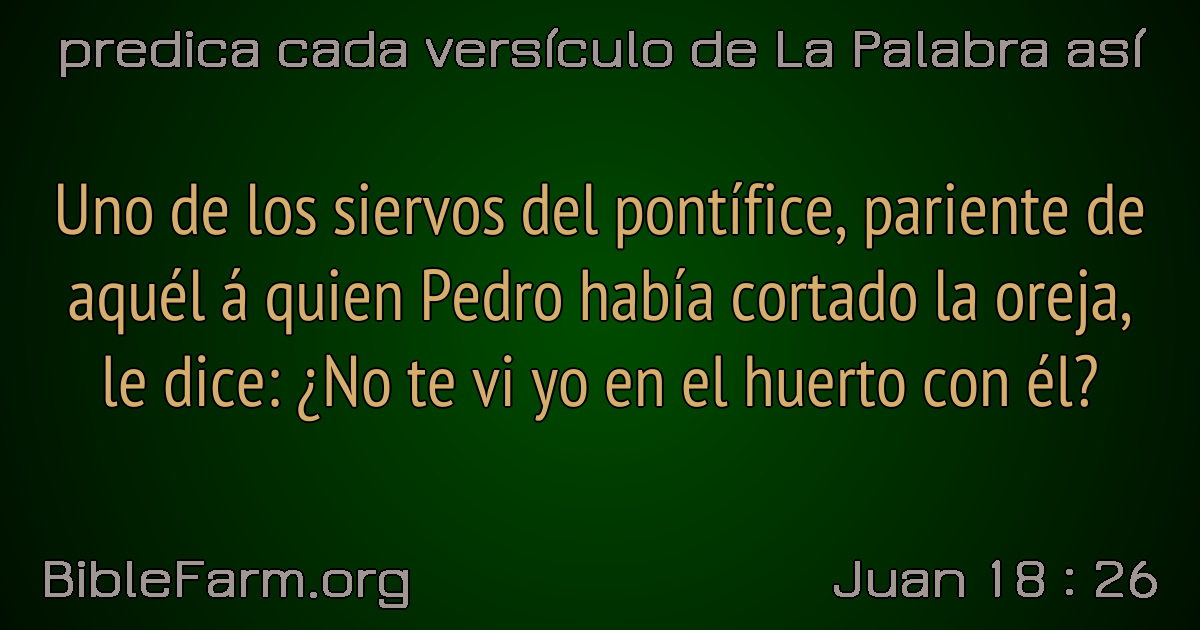 predica cada versículo de La Palabra así
Uno de los siervos del pontífice, pariente de
aquél á quien Pedro había cortado la oreja,
le dice: ¿No te vi yo en el huerto con él?
BibleFarm.org
Juan 18 : 26